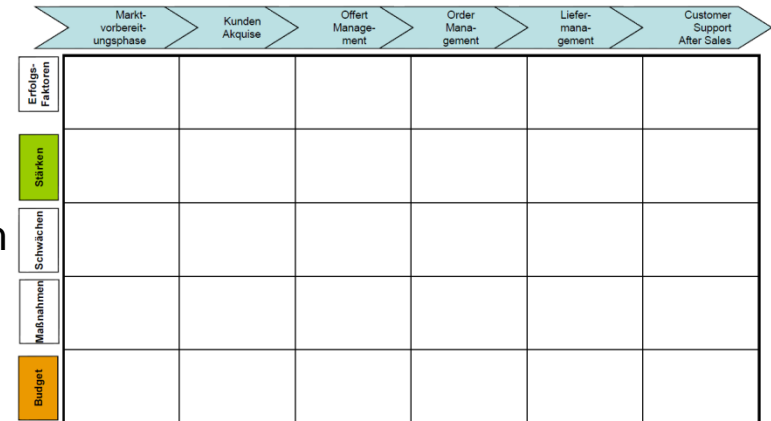 Markt-
vorbereit-
ungsphase
Kunden
Akquise
Offert
Manage-
ment
Order
Mana-
gement
Liefer-
mana-
gement
Customer
Support
After Sales
Erfolgs-
Faktoren
Stärken
n
Schwächen
Maßnahmen
Budget